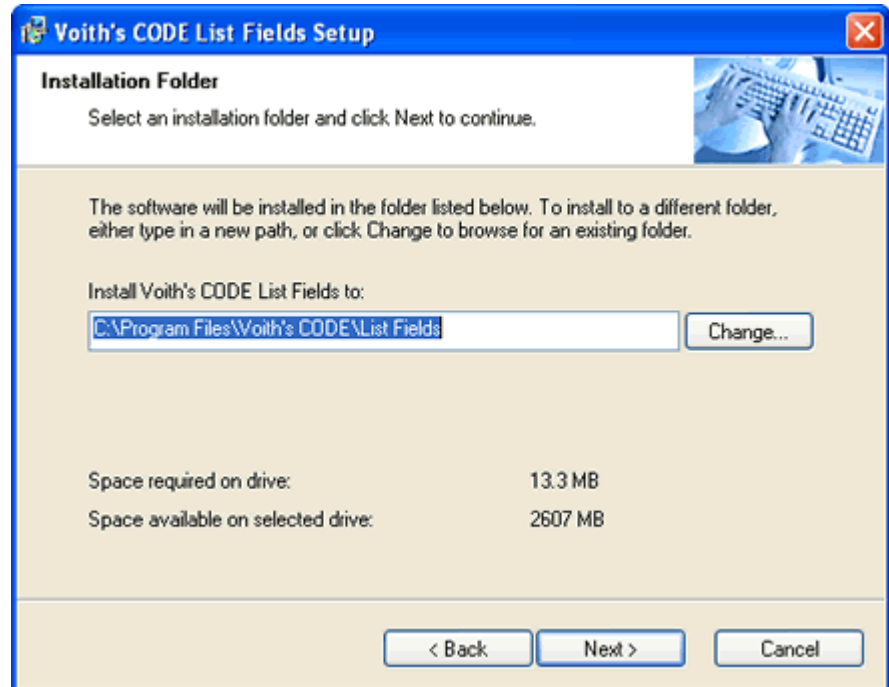 Voith's CODE List Fields Setup
Installation Folder
Select an installation folder and click Next to continue.
The software will be installed in the folder listed below. To install to a different folder,
either type in a new path, or click Change to browse for an existing folder.
Install Voith's CODE List Fields to:
C:\Program Files\Voith's CODE\List Fields
Change...
Space required on drive: 13.3 MB
Space available on selected drive: 2607 MB
< Back Next > Cancel